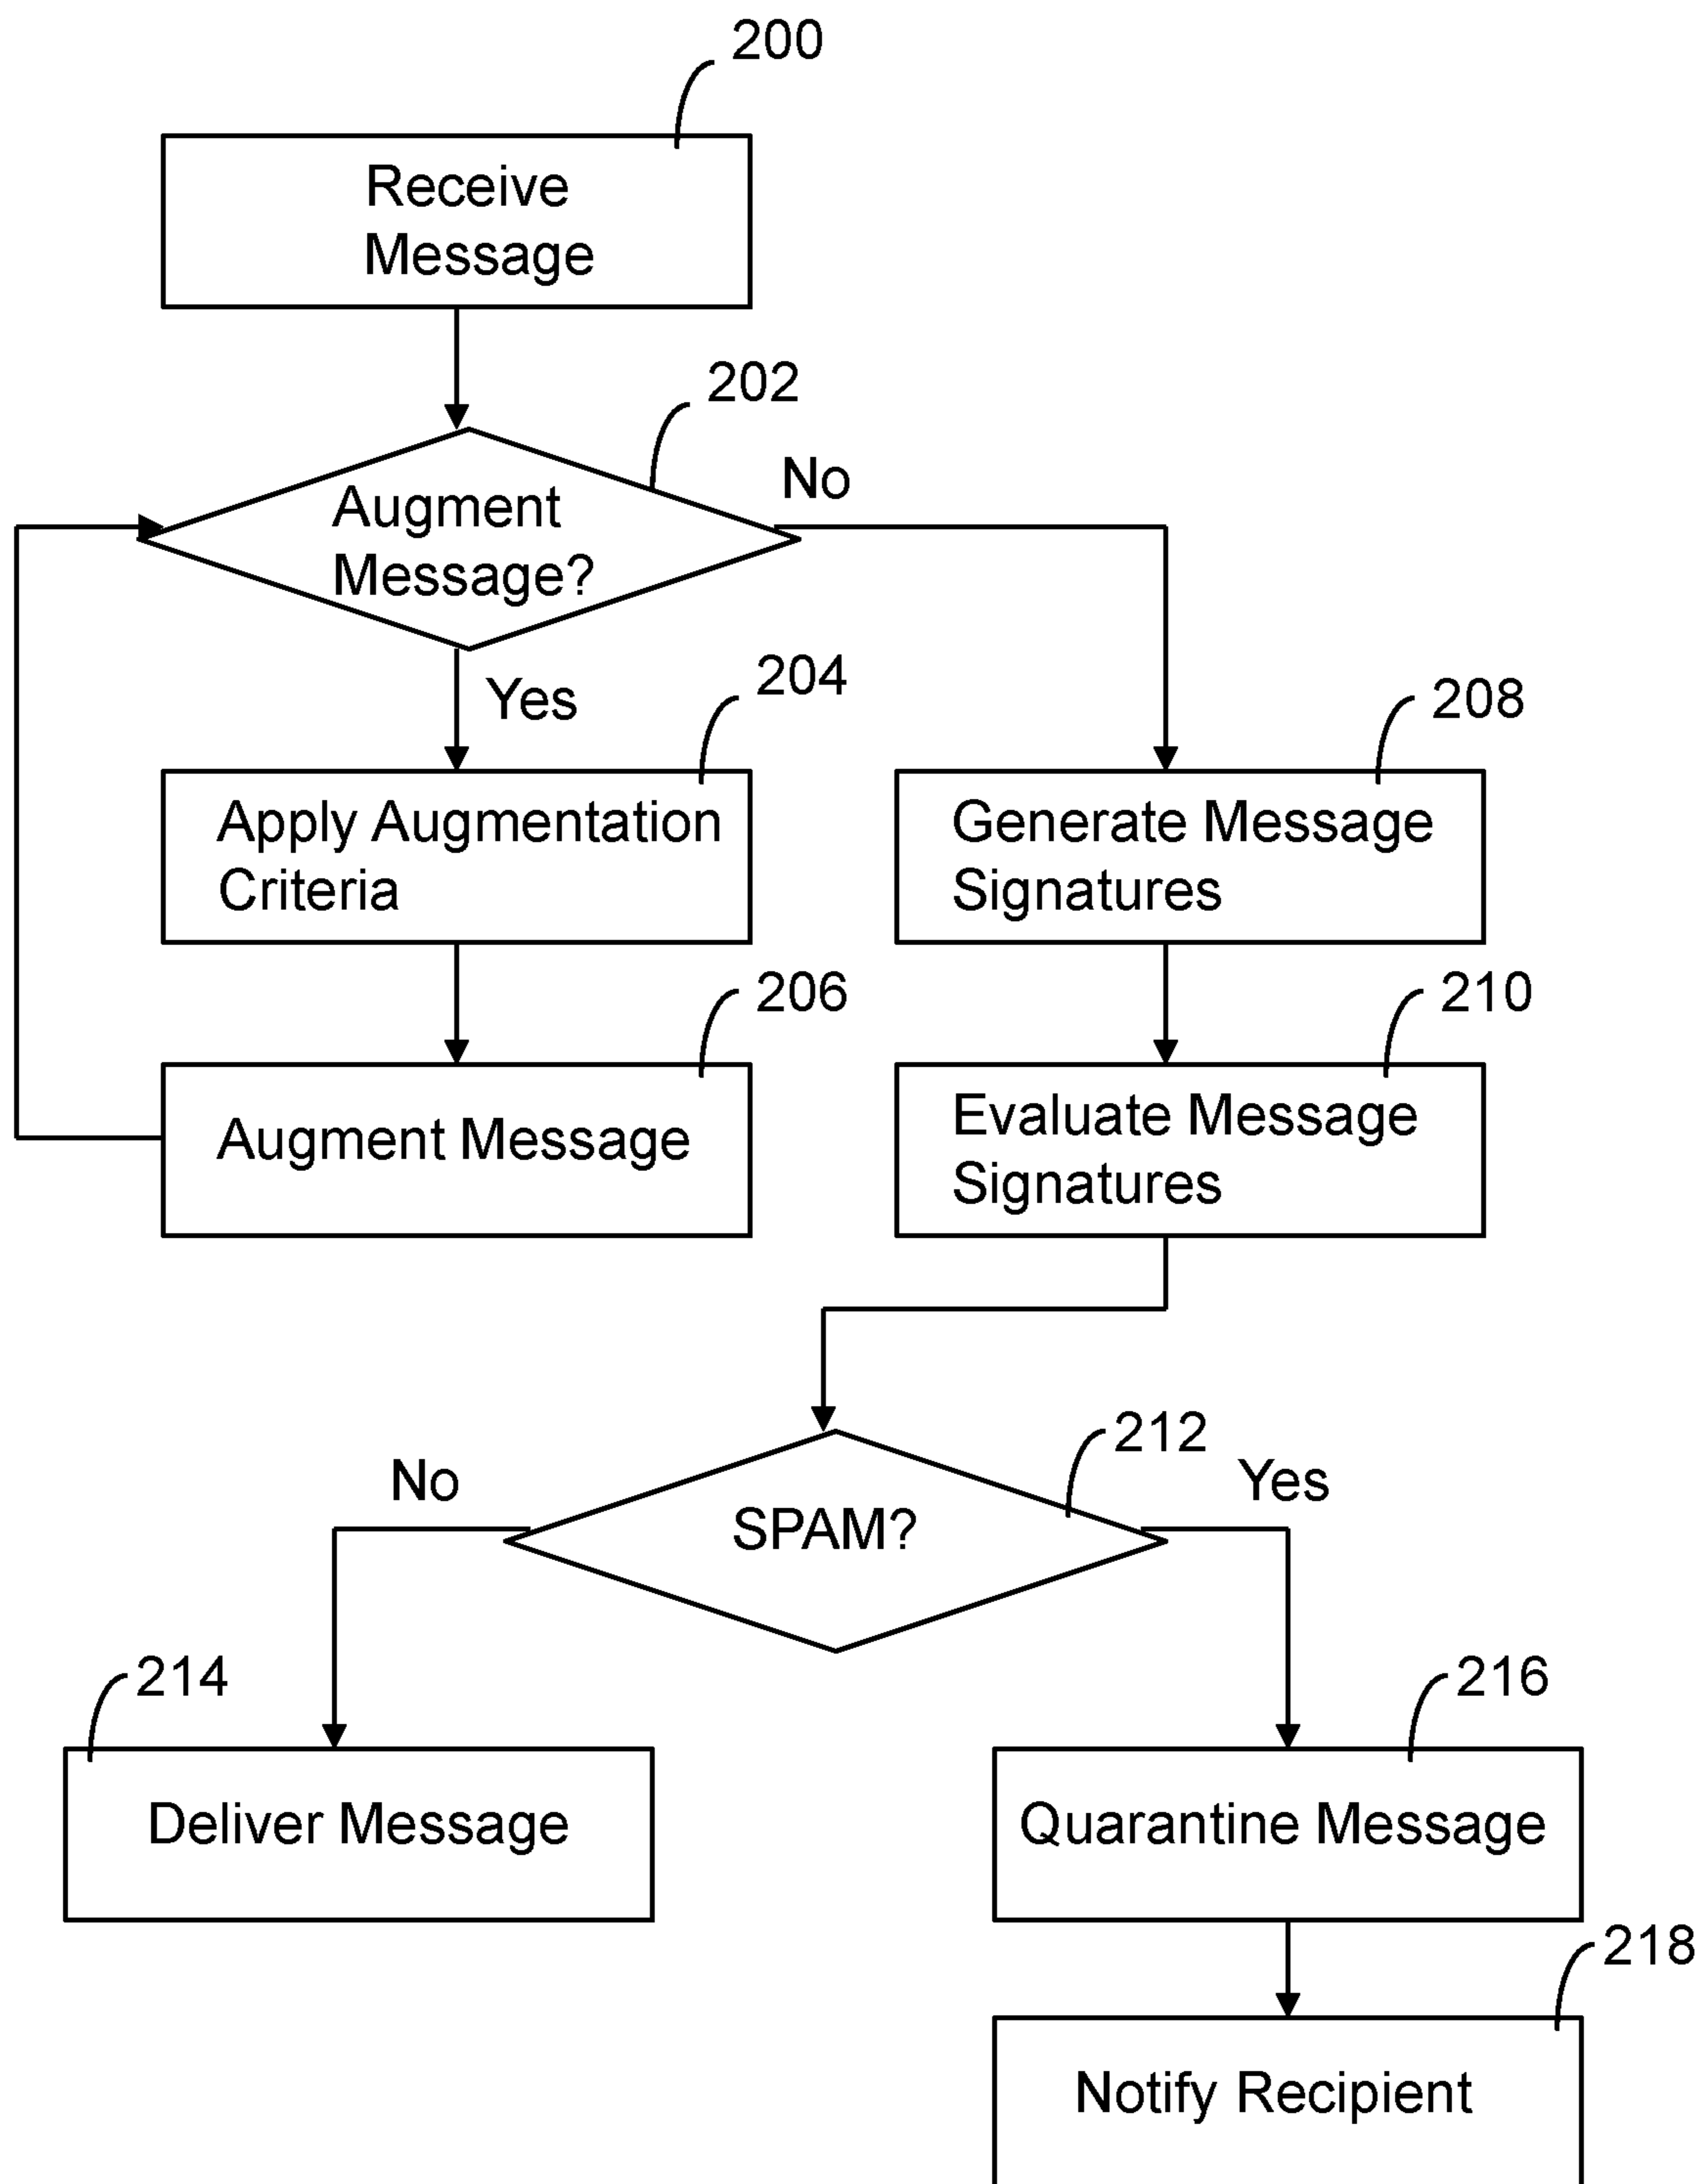 200
Receive
Message
202
Augment
Message?
No
Yes
204
Apply Augmentation
Criteria
208
Generate Message
Signatures
206
Augment Message
210
Evaluate Message
Signatures
212
SPAM?
No
Yes
214
Deliver Message
216
Quarantine Message
218
Notify Recipient